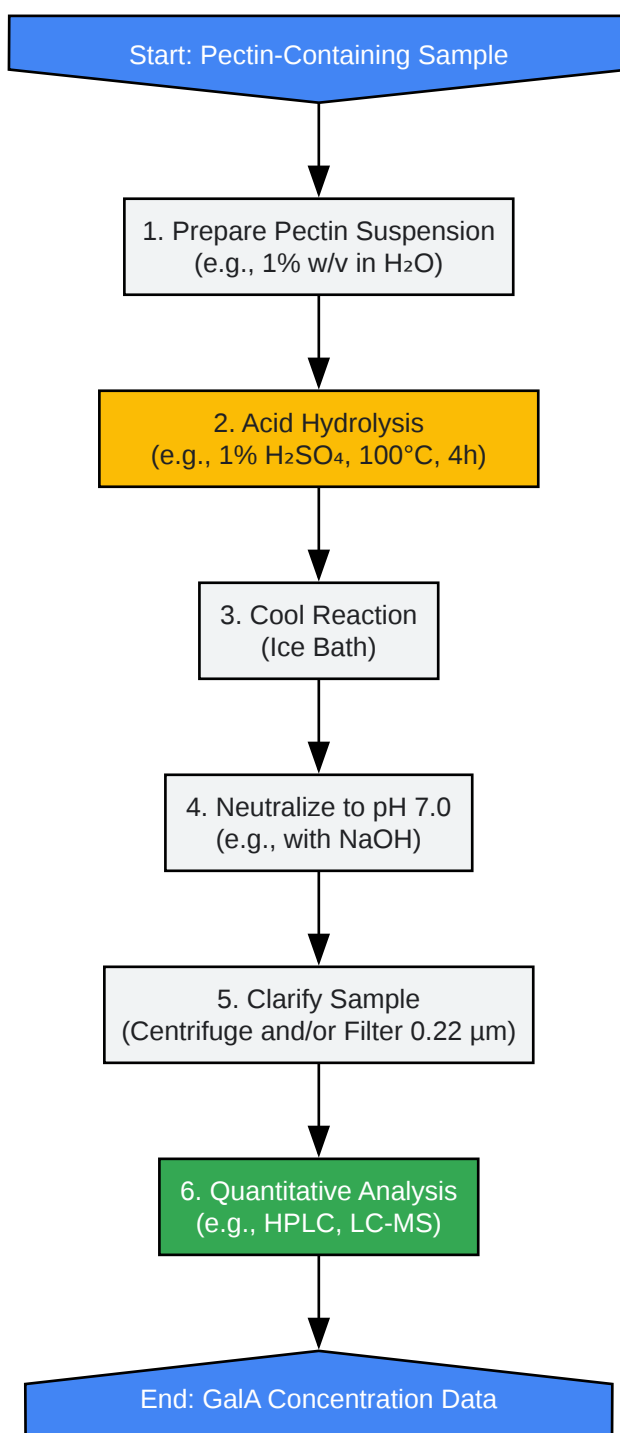 Start: Pectin-Containing Sample
1. Prepare Pectin Suspension
(e.g., 1% w/v in H₂O)
2. Acid Hydrolysis
(e.g., 1% H₂SO₄, 100°C, 4h)
3. Cool Reaction
(Ice Bath)
4. Neutralize to pH 7.0
(e.g., with NaOH)
5. Clarify Sample
(Centrifuge and/or Filter 0.22 µm)
6. Quantitative Analysis
(e.g., HPLC, LC-MS)
End: GalA Concentration Data